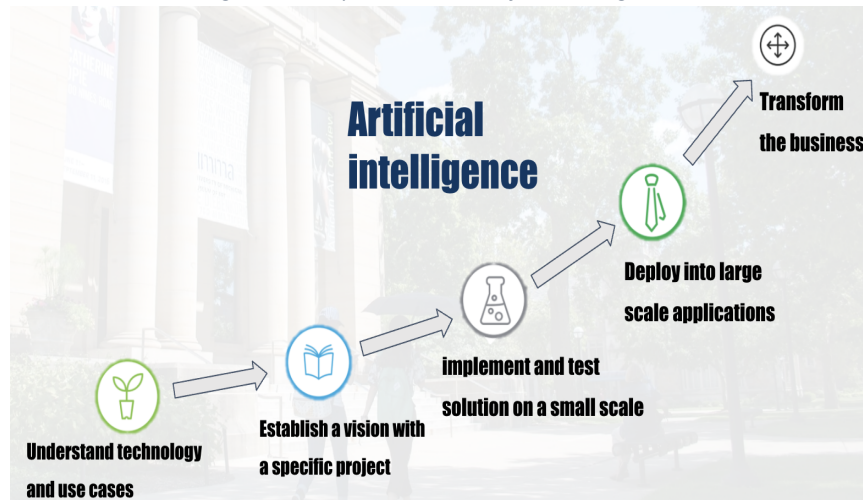 Artificial
intelligence
Transform
the business
Deploy into large
scale applications
implement and test
solution on a small scale
Establish a vision with
a specific project
Understand technology
and use cases